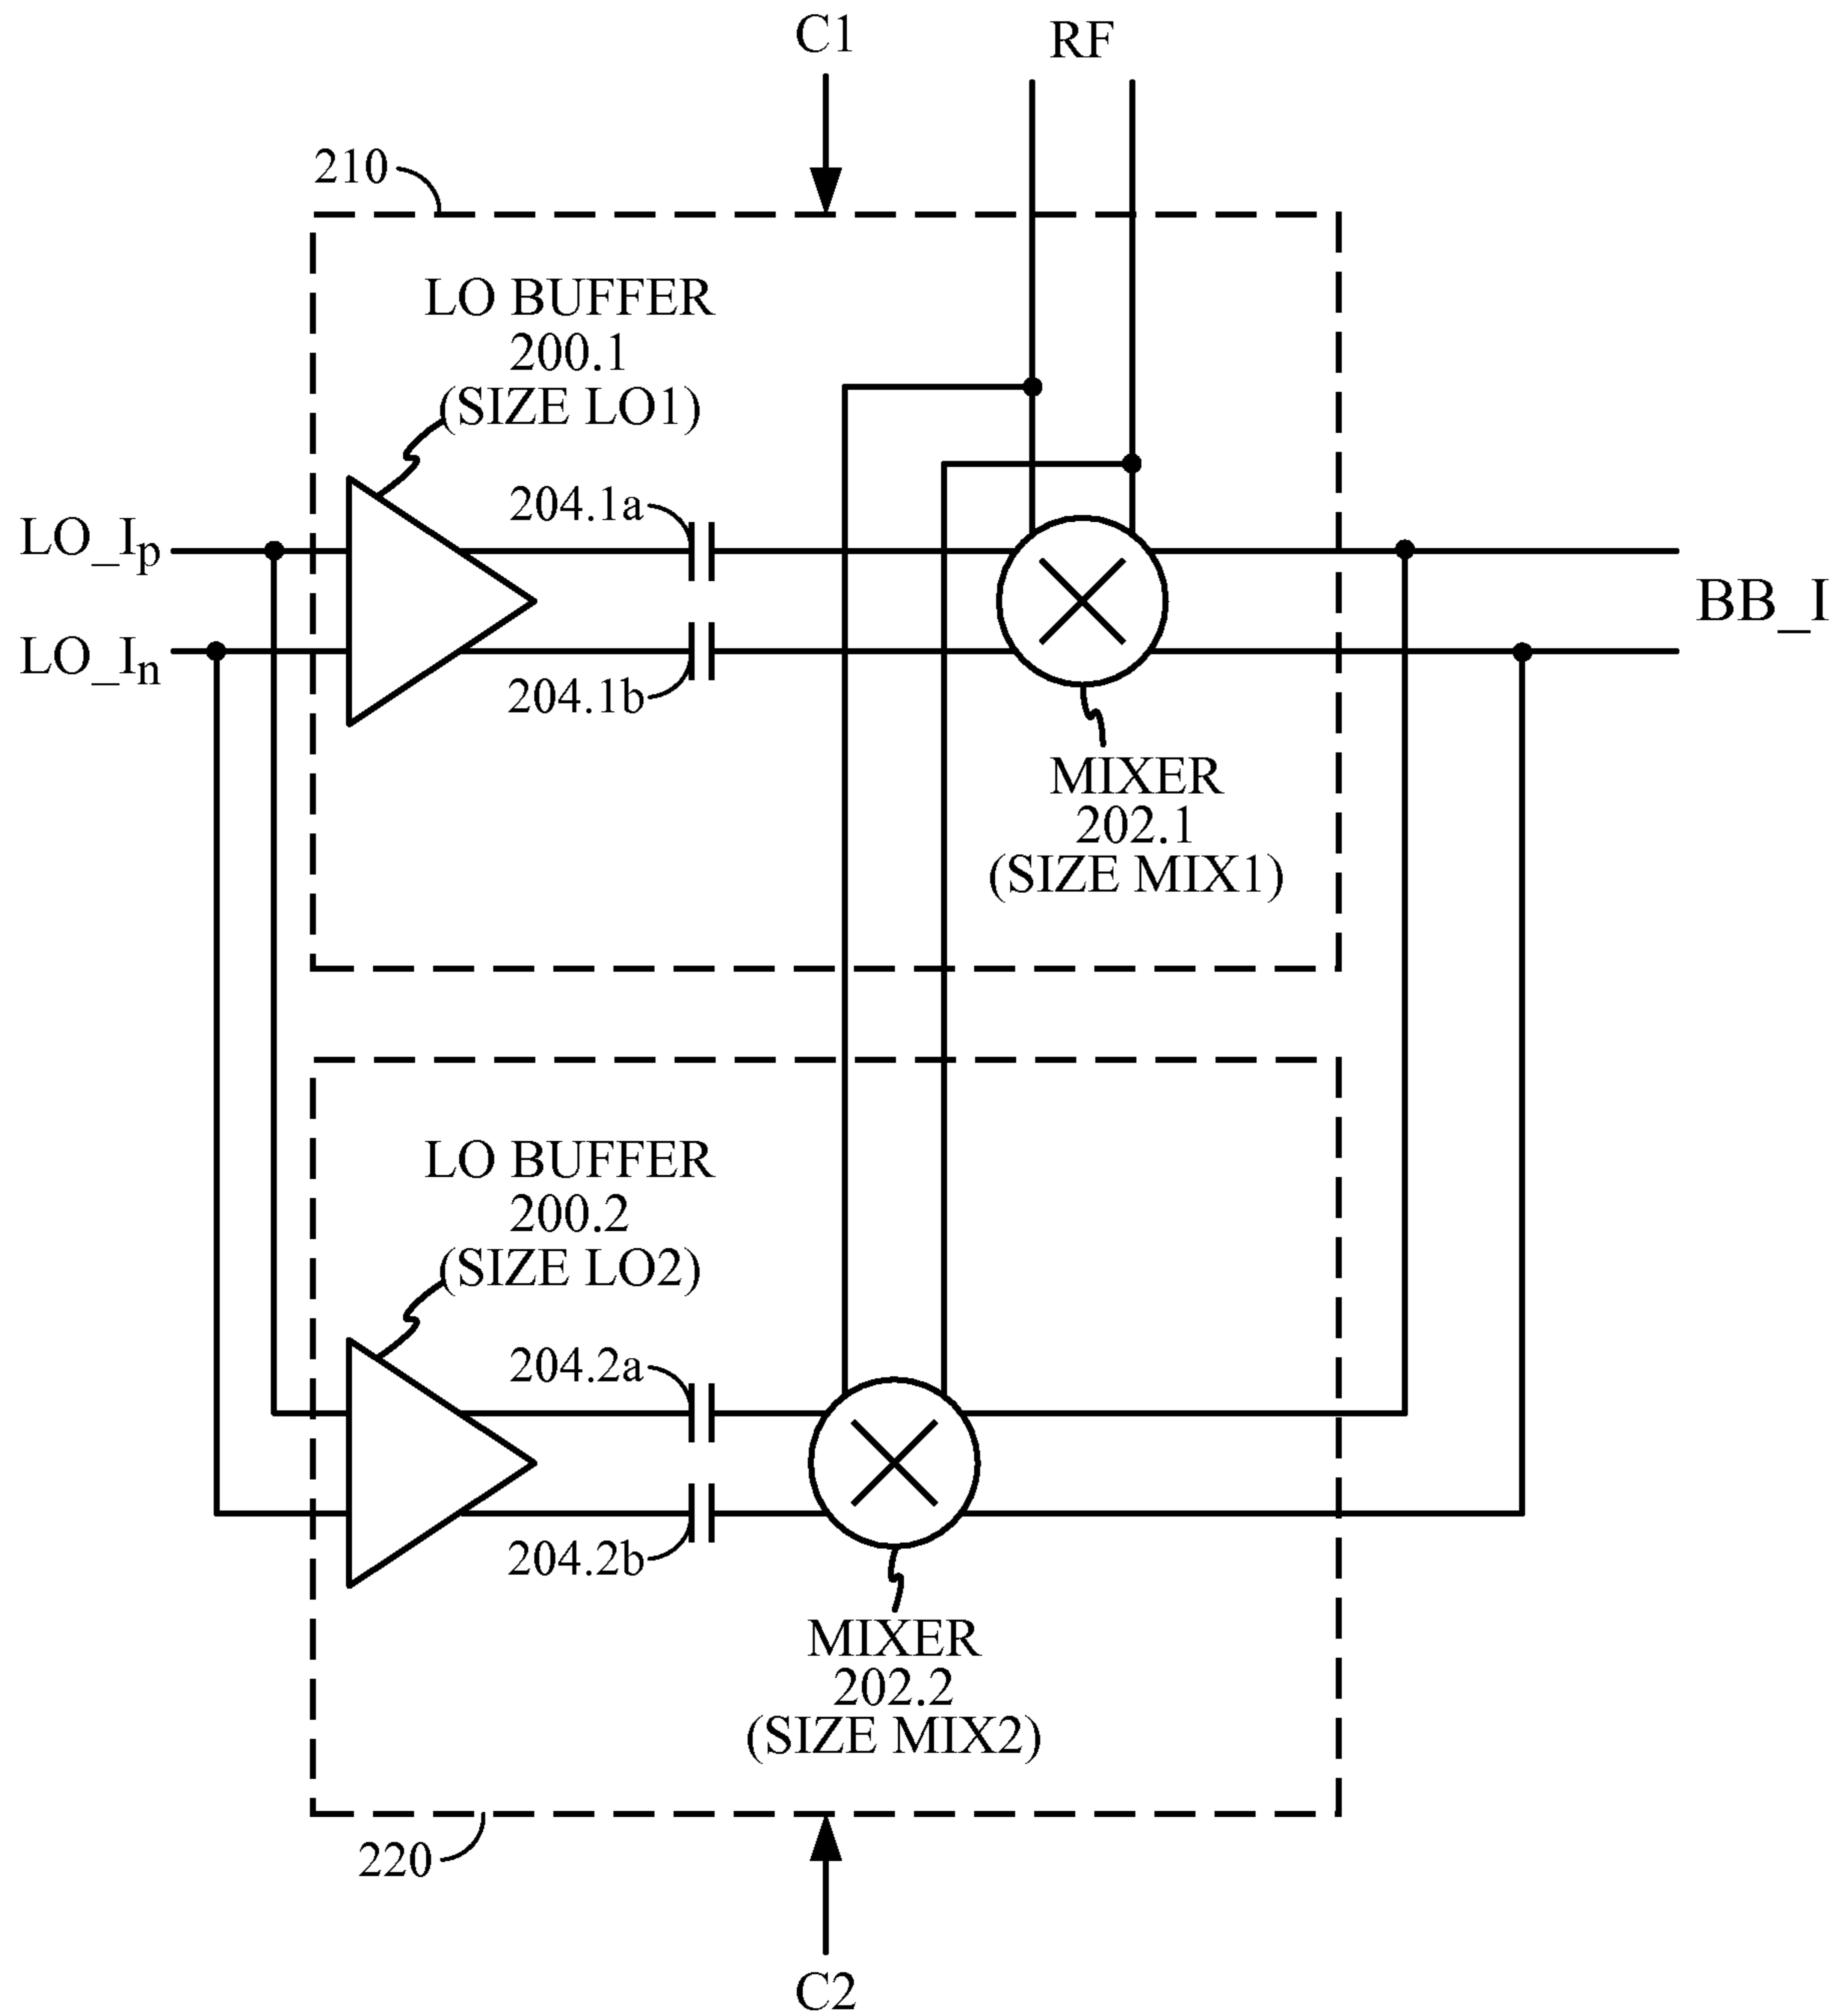 C1
RF
210
LO BUFFER
200.1
(SIZE LO1)
204.1a
LO_Ip
LO_In
204.1b
BB_I
MIXER
202.1
(SIZE MIX1)
LO BUFFER
200.2
(SIZE LO2)
204.2a
204.2b
MIXER
202.2
(SIZE MIX2)
220
C2